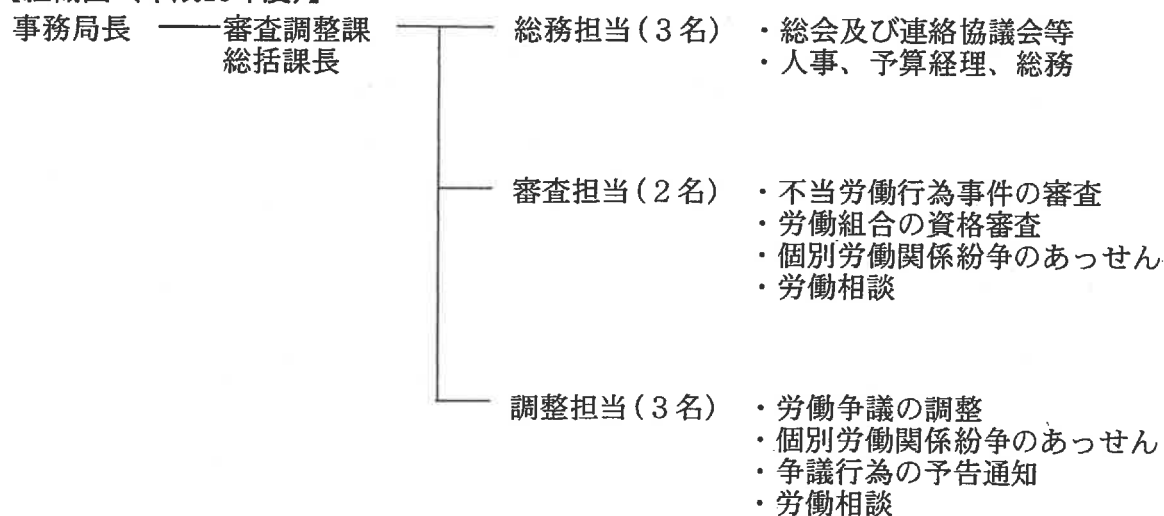 事務局長 審査調整課 総務担当(3名) ・総会及び連絡協議会等
総括課長 ・人事、予算経理、総務
審査担当(2名) ・不当労働行為事件の審査
・労働組合の資格審査
・個別労働関係紛争のあっせん
・労働相談
調整担当(3名) ・労働争議の調整
・個別労働関係紛争のあっせん
・争議行為の予告通知
・労働相談